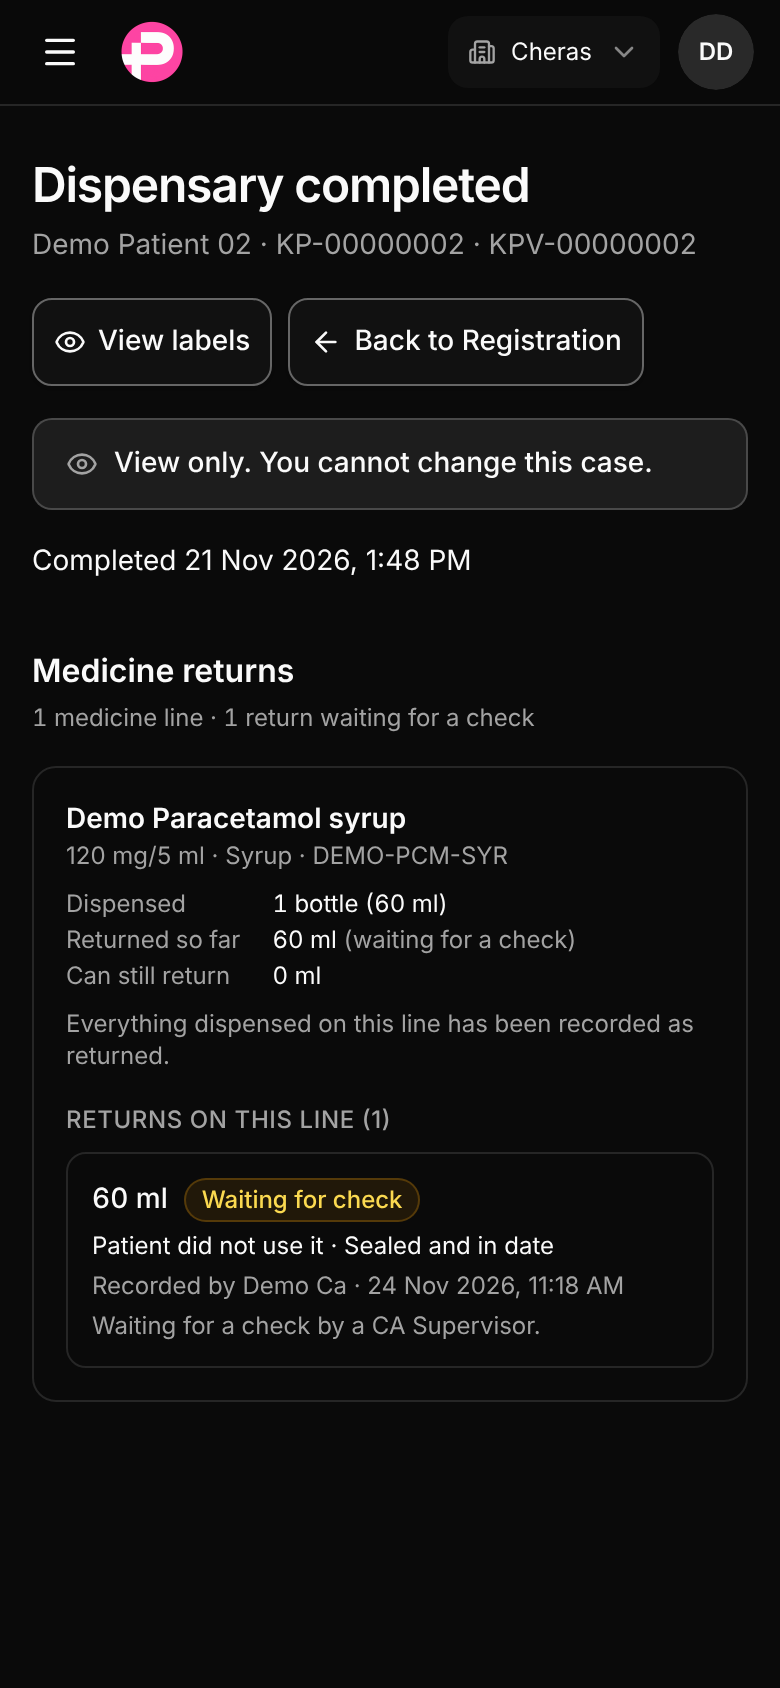 Cheras
DD
Dispensary completed
Demo Patient 02 · KP-00000002 · KPV-00000002
View labels
Back to Registration
View only. You cannot change this case.
Completed 21 Nov 2026, 1:48 PM
Medicine returns
1 medicine line · 1 return waiting for a check
Demo Paracetamol syrup
120 mg/5 ml · Syrup · DEMO-PCM-SYR
Dispensed 1 bottle (60 ml)
Returned so far 60 ml (waiting for a check)
Can still return 0 ml
Everything dispensed on this line has been recorded as
returned.
RETURNS ON THIS LINE (1)
60 ml Waiting for check
Patient did not use it · Sealed and in date
Recorded by Demo Ca · 24 Nov 2026, 11:18 AM
Waiting for a check by a CA Supervisor.